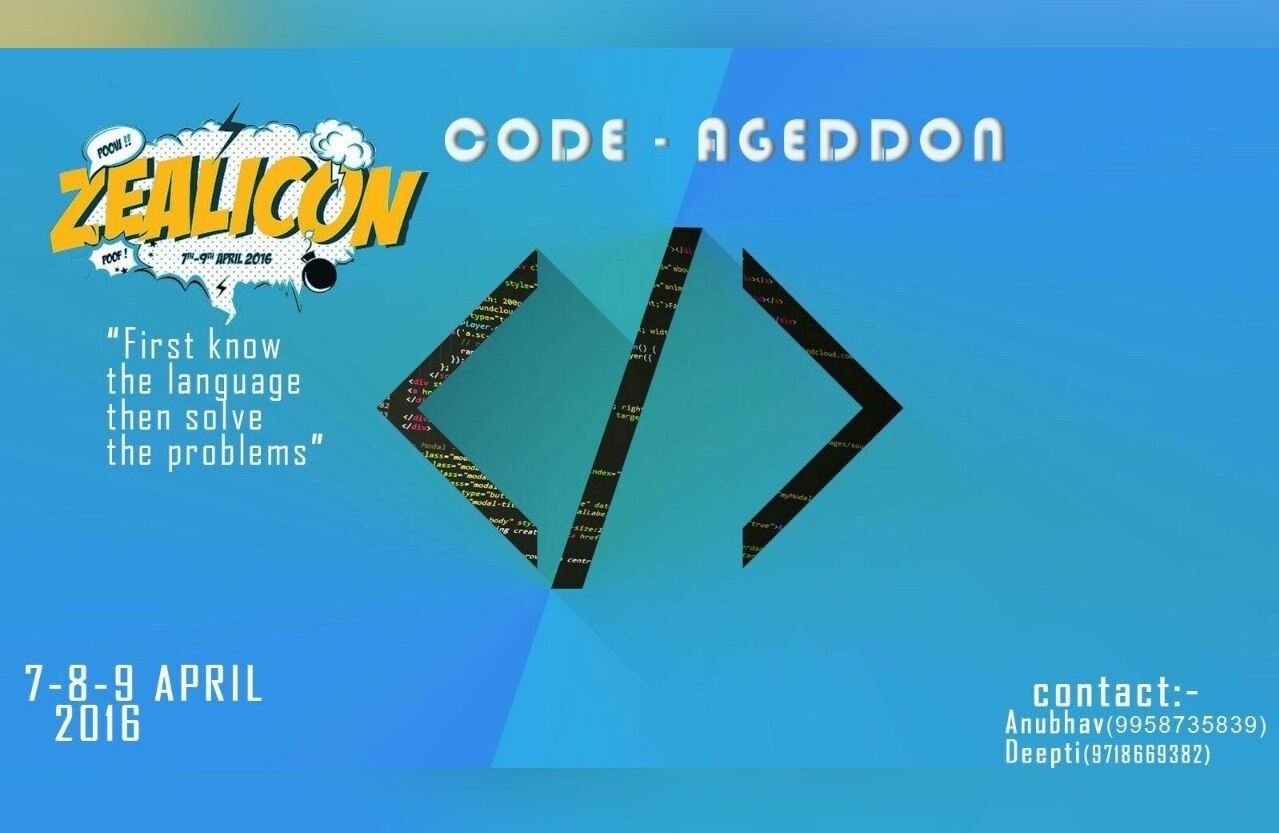 CODE - AGEDDON
POOW !!
ZEALICON
POOF !
7TH-9TH APRIL 2016
"First know
the language
then solve
the problems"
7-8-9 APRIL
2016
contact:-
Anubhav(9958735839)
Deepti(9718669382)